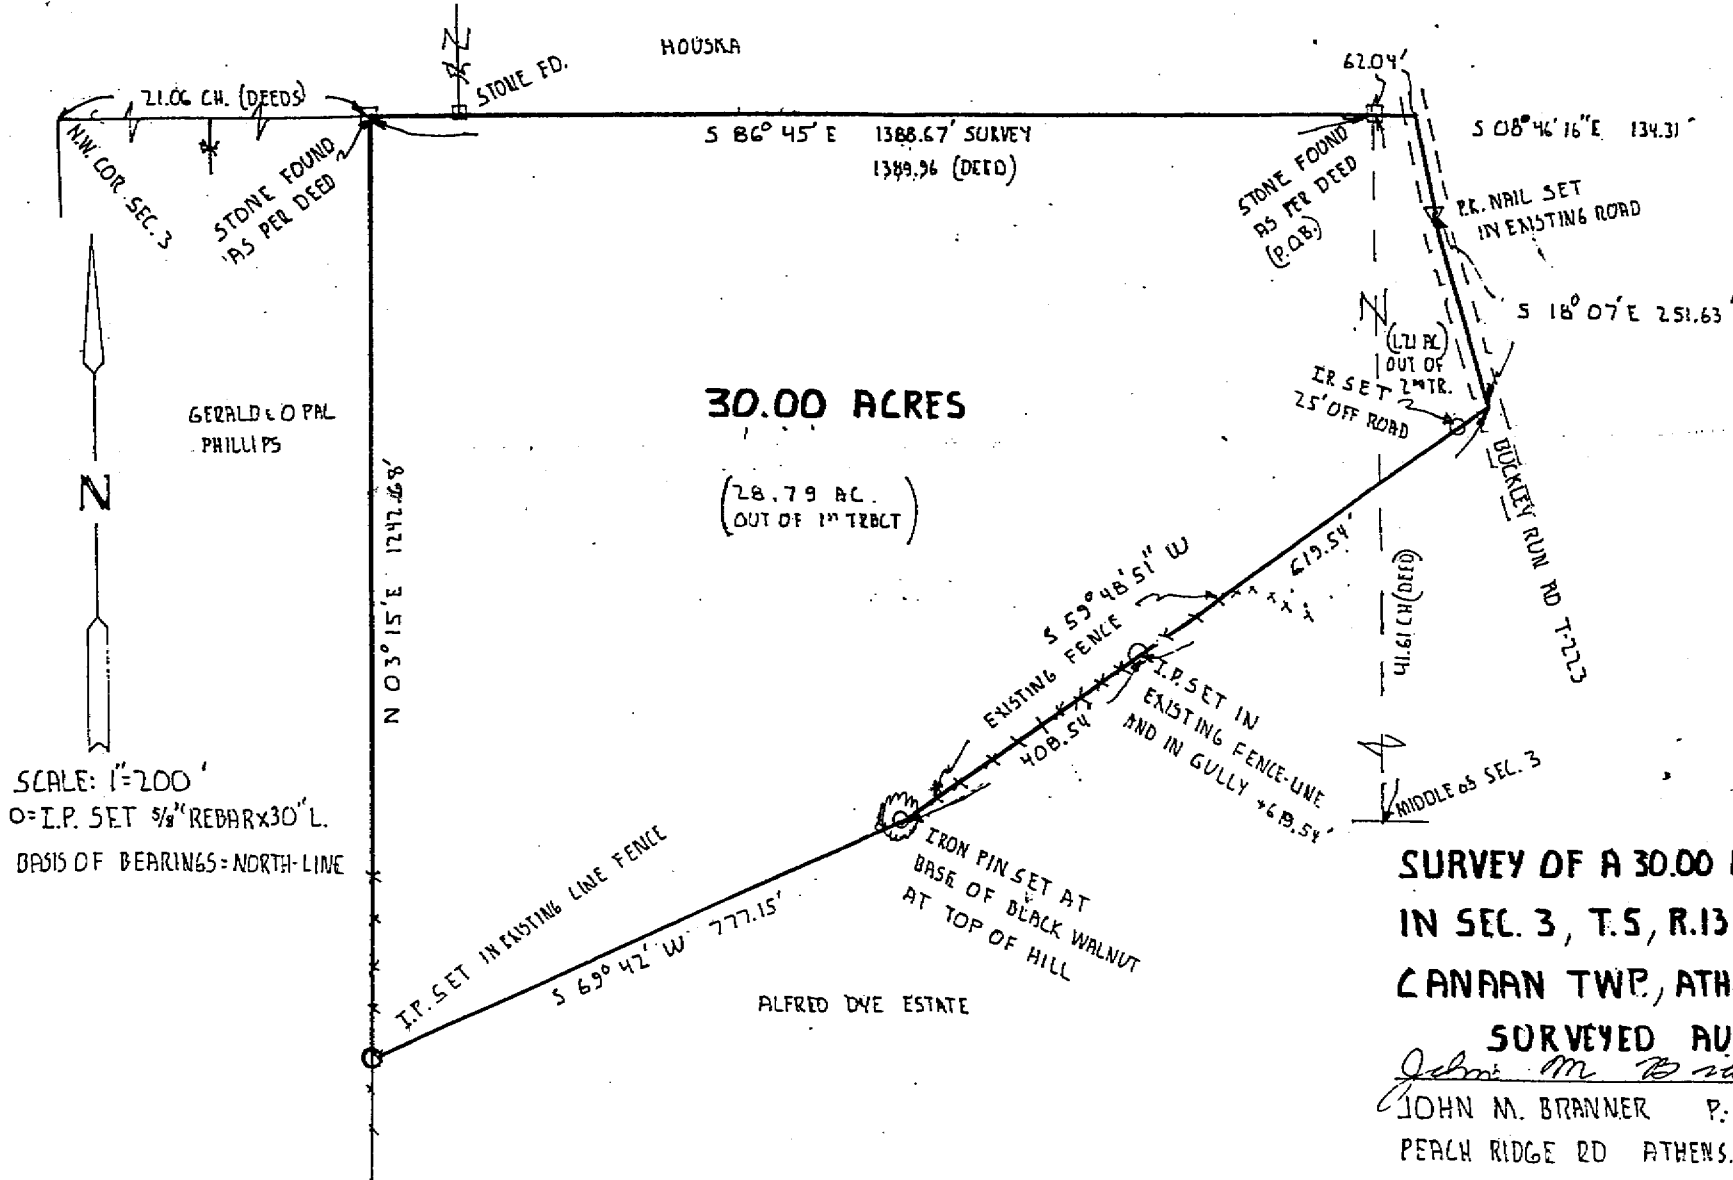 HOUSKA
62.04'
21.06 CH. (DEEDS)
STONE FD.
N.W. COR. SEC. 3
STONE FOUND
AS PER DEED
S 86° 45' E 1388.67' SURVEY
1389.96 (DEED)
STONE FOUND
AS PER DEED
(P.O.B.)
S 08° 46' 16" E 134.31'
P.K. NAIL SET
IN EXISTING ROAD
S 18° 07' E 251.63'
(1.21 AC)
OUT OF
2ND TR.
I.P. SET
25' OFF ROAD
GERALD & OPAL
PHILLIPS
30.00 ACRES
(28.79 AC.
OUT OF 1ST TRACT)
N
N 03° 15' E 1242.68'
BUCKLEY RUN RD T-223
41.61 CH (DEED)
619.54'
S 59° 48' 51" W
EXISTING FENCE
408.54'
I.P. SET IN
EXISTING FENCE-LINE
AND IN GULLY +619.54'
MIDDLE OF SEC. 3
SCALE: 1"=200'
O=I.P. SET 5/8" REBAR X 30" L.
BASIS OF BEARINGS=NORTH-LINE
IRON PIN SET AT
BASE OF BLACK WALNUT
AT TOP OF HILL
I.P. SET IN EXISTING LINE FENCE
S 69° 42' W 777.15'
ALFRED DYE ESTATE
SURVEY OF A 30.00
IN SEC. 3, T.5, R.13
CANAAN TWP., ATH
SURVEYED AU
John M
JOHN M. BRANNER P.
PEACH RIDGE RD ATHENS.